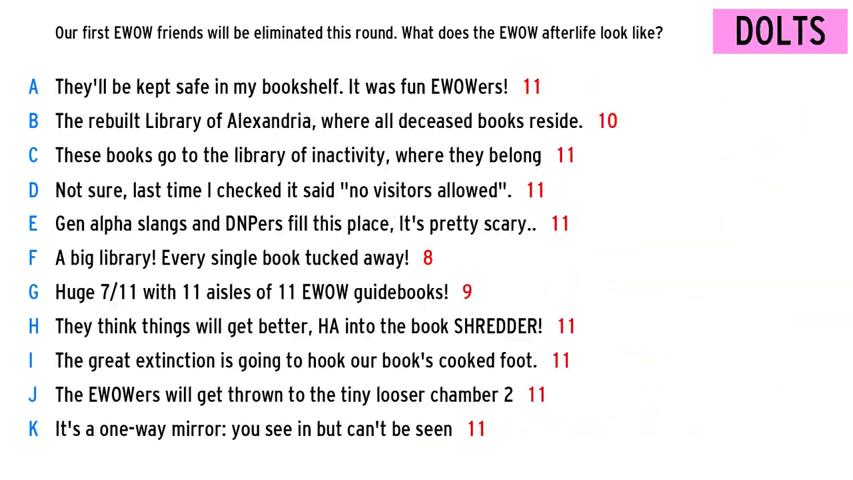 Our first EWOW friends will be eliminated this round. What does the EWOW afterlife look like?
DOLTS
A They'll be kept safe in my bookshelf. It was fun EWOWers! 11
B The rebuilt Library of Alexandria, where all deceased books reside. 10
C These books go to the library of inactivity, where they belong 11
D Not sure, last time I checked it said "no visitors allowed". 11
E Gen alpha slangs and DNPers fill this place, It's pretty scary.. 11
F A big library! Every single book tucked away! 8
G Huge 7/11 with 11 aisles of 11 EWOW guidebooks! 9
H They think things will get better, HA into the book SHREDDER! 11
I The great extinction is going to hook our book's cooked foot. 11
J The EWOWers will get thrown to the tiny looser chamber 2 11
K It's a one-way mirror: you see in but can't be seen 11